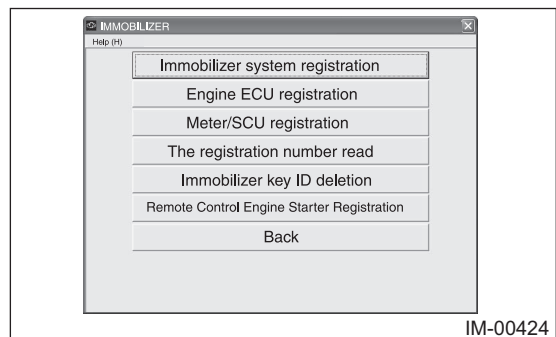 IMMOBILIZER
Help (H)
Immobilizer system registration
Engine ECU registration
Meter/SCU registration
The registration number read
Immobilizer key ID deletion
Remote Control Engine Starter Registration
Back
IM-00424